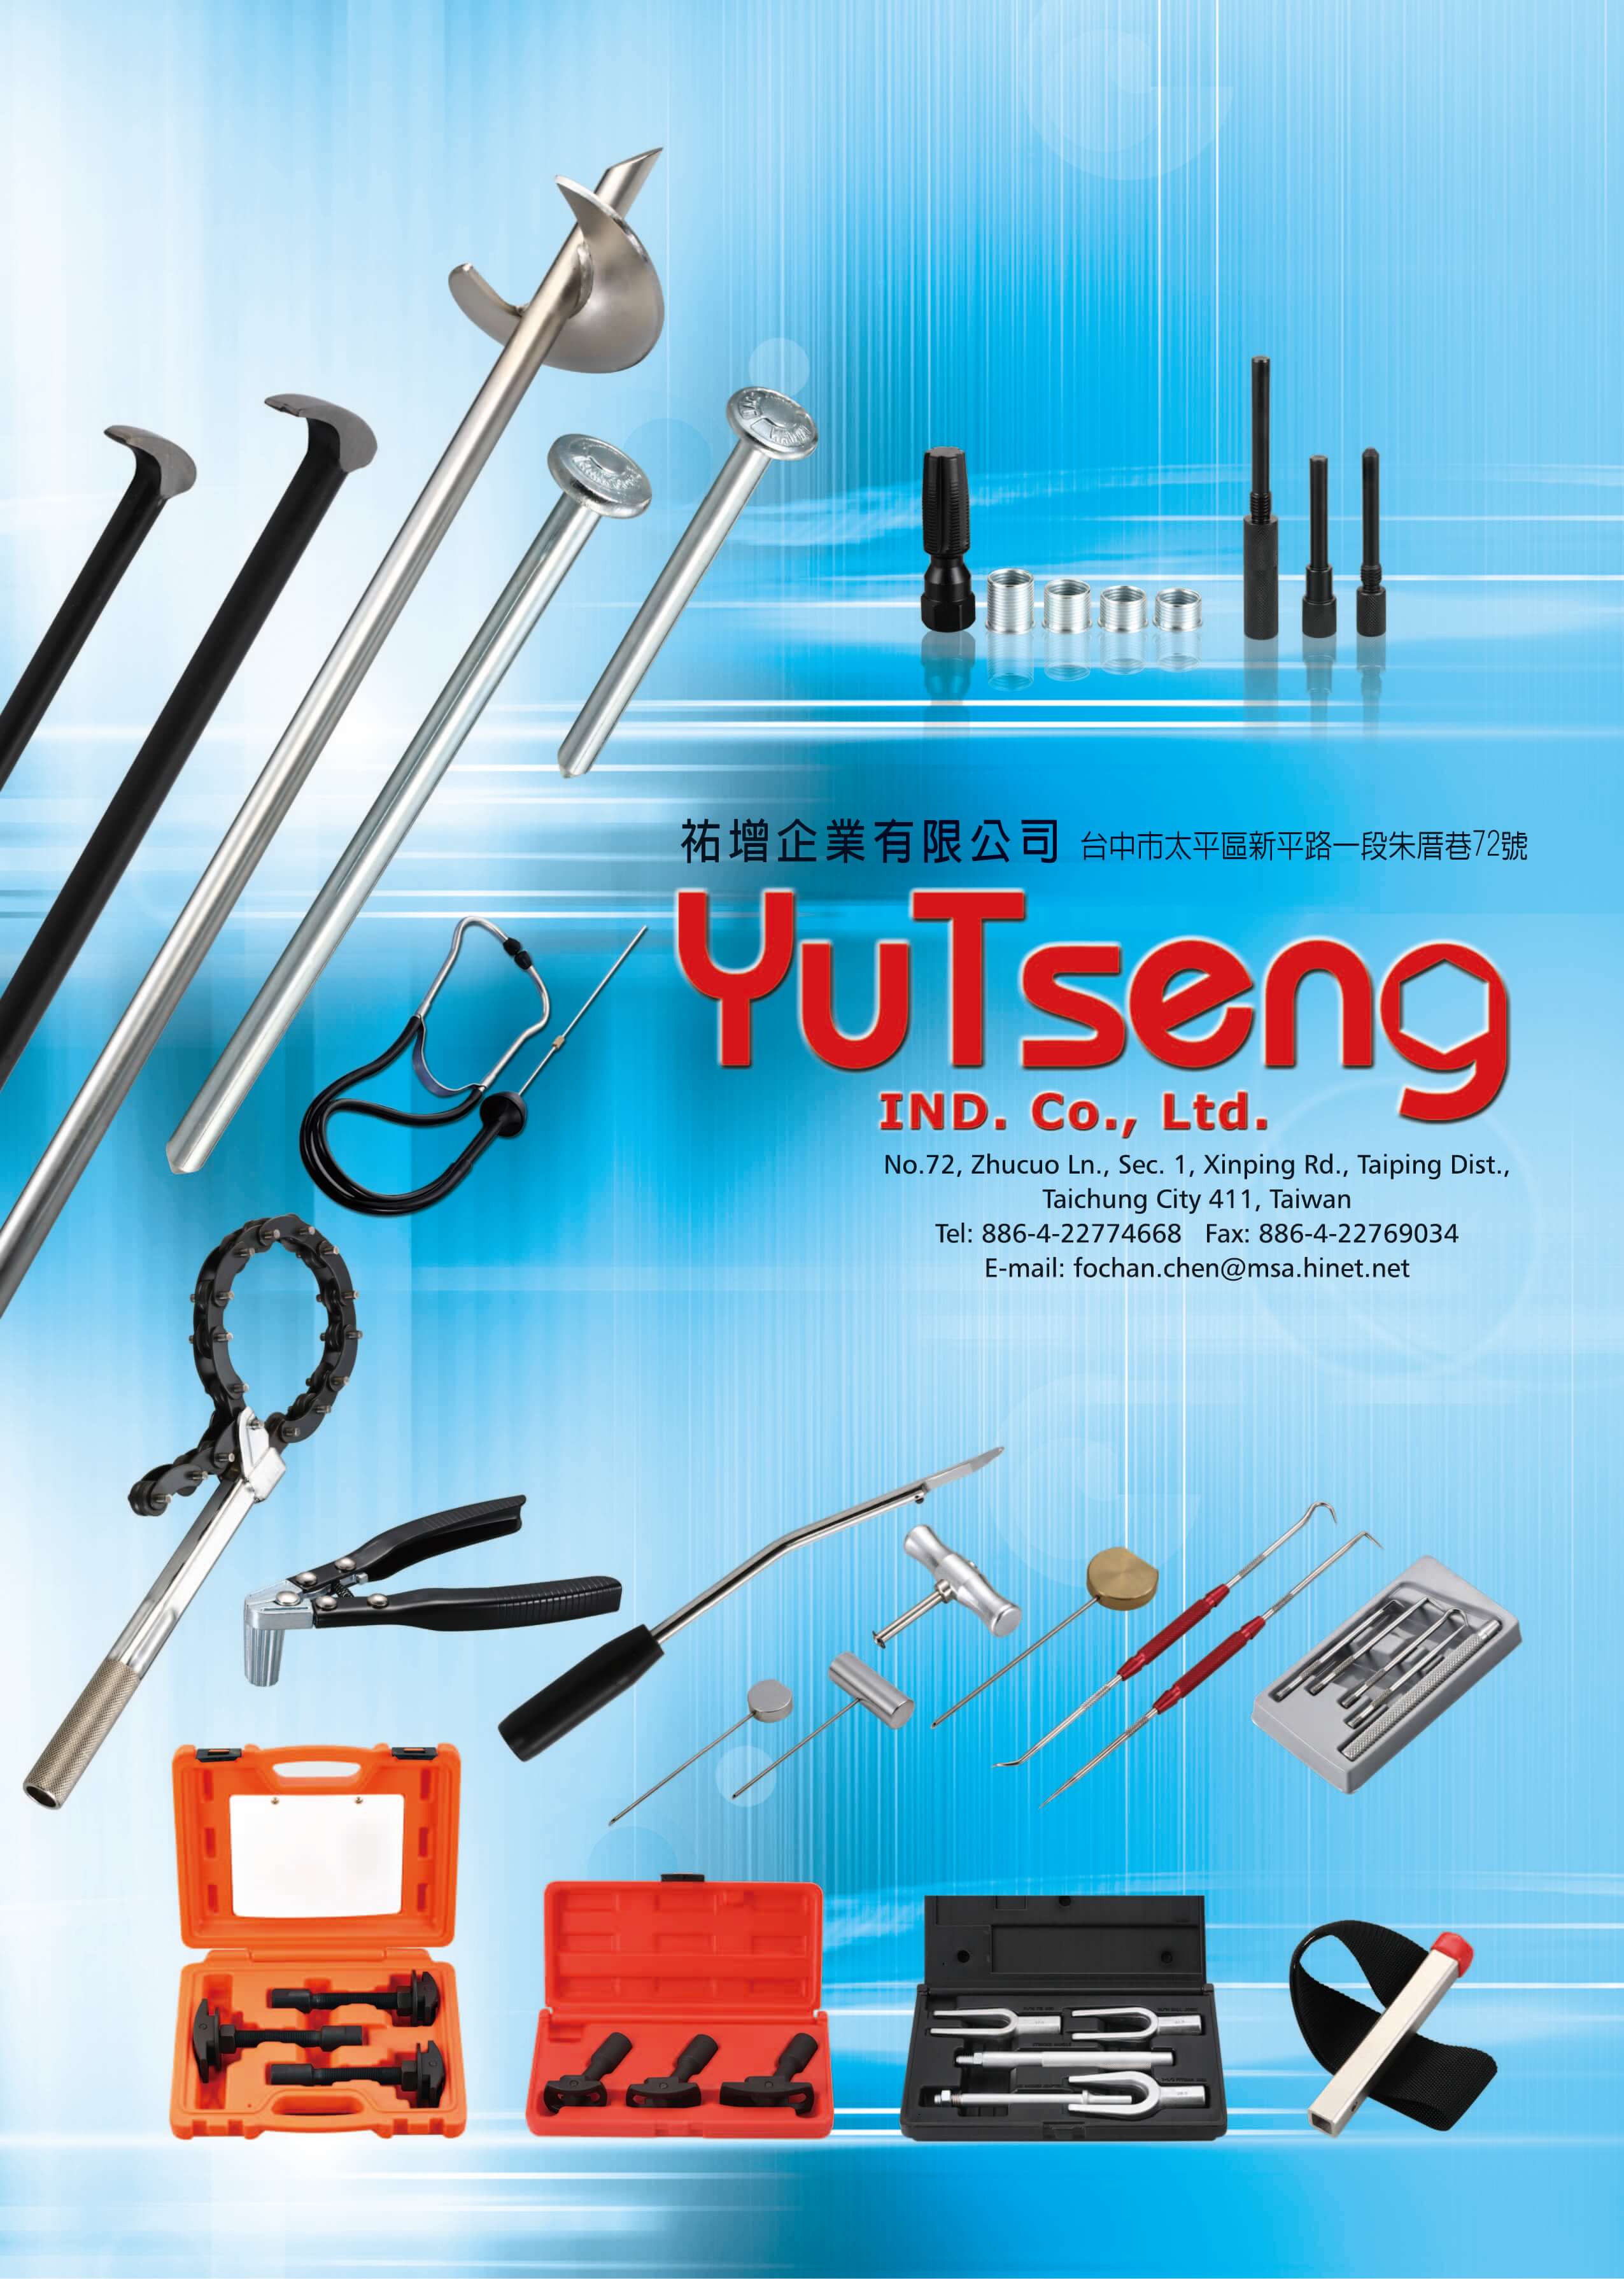 祐增企業有限公司 台中市太平區新平路一段朱厝巷72號
YuTseng
IND. Co., Ltd.
No.72, Zhucuo Ln., Sec. 1, Xinping Rd., Taiping Dist.,
Taichung City 411, Taiwan
Tel: 886-4-22774668 Fax: 886-4-22769034
E-mail: fochan.chen@msa.hinet.net